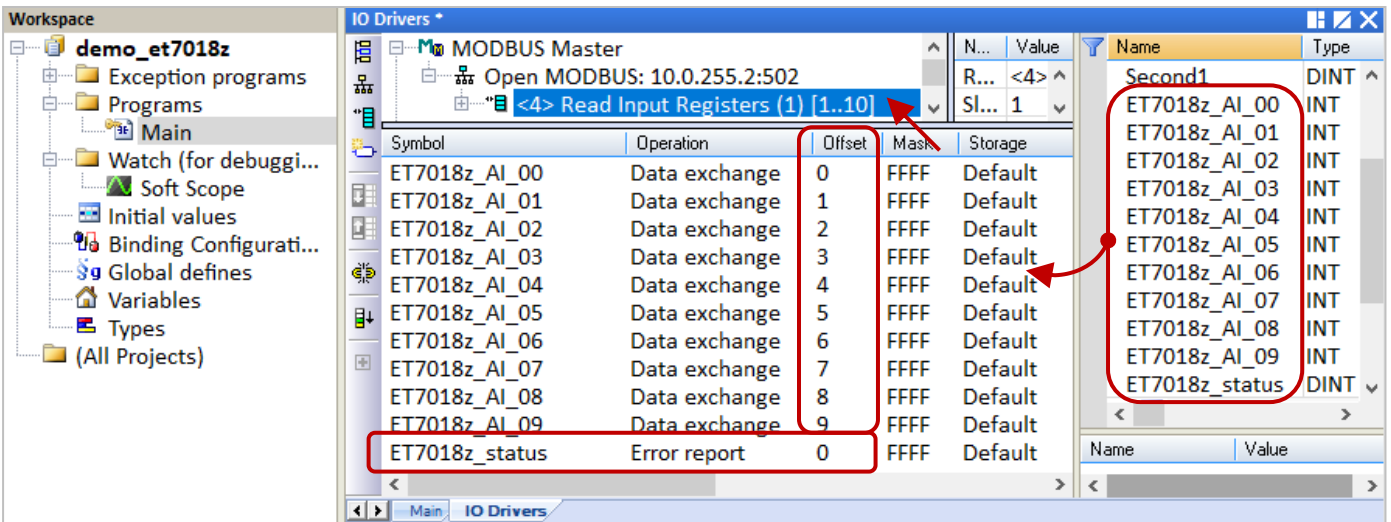 Workspace
demo_et7018z
Exception programs
Programs
Main
Watch (for debuggi...
Soft Scope
Initial values
Binding Configurati...
Global defines
Variables
Types
(All Projects)
IO Drivers *
MODBUS Master
Open MODBUS: 10.0.255.2:502
<4> Read Input Registers (1) [1..10]
N... Value
R... <4>
Sl... 1
Symbol Operation Offset Mask Storage
ET7018z_AI_00 Data exchange 0 FFFF Default
ET7018z_AI_01 Data exchange 1 FFFF Default
ET7018z_AI_02 Data exchange 2 FFFF Default
ET7018z_AI_03 Data exchange 3 FFFF Default
ET7018z_AI_04 Data exchange 4 FFFF Default
ET7018z_AI_05 Data exchange 5 FFFF Default
ET7018z_AI_06 Data exchange 6 FFFF Default
ET7018z_AI_07 Data exchange 7 FFFF Default
ET7018z_AI_08 Data exchange 8 FFFF Default
ET7018z_AI_09 Data exchange 9 FFFF Default
ET7018z_status Error report 0 FFFF Default
Main IO Drivers
Name Type
Second1 DINT
ET7018z_AI_00 INT
ET7018z_AI_01 INT
ET7018z_AI_02 INT
ET7018z_AI_03 INT
ET7018z_AI_04 INT
ET7018z_AI_05 INT
ET7018z_AI_06 INT
ET7018z_AI_07 INT
ET7018z_AI_08 INT
ET7018z_AI_09 INT
ET7018z_status DINT
Name Value